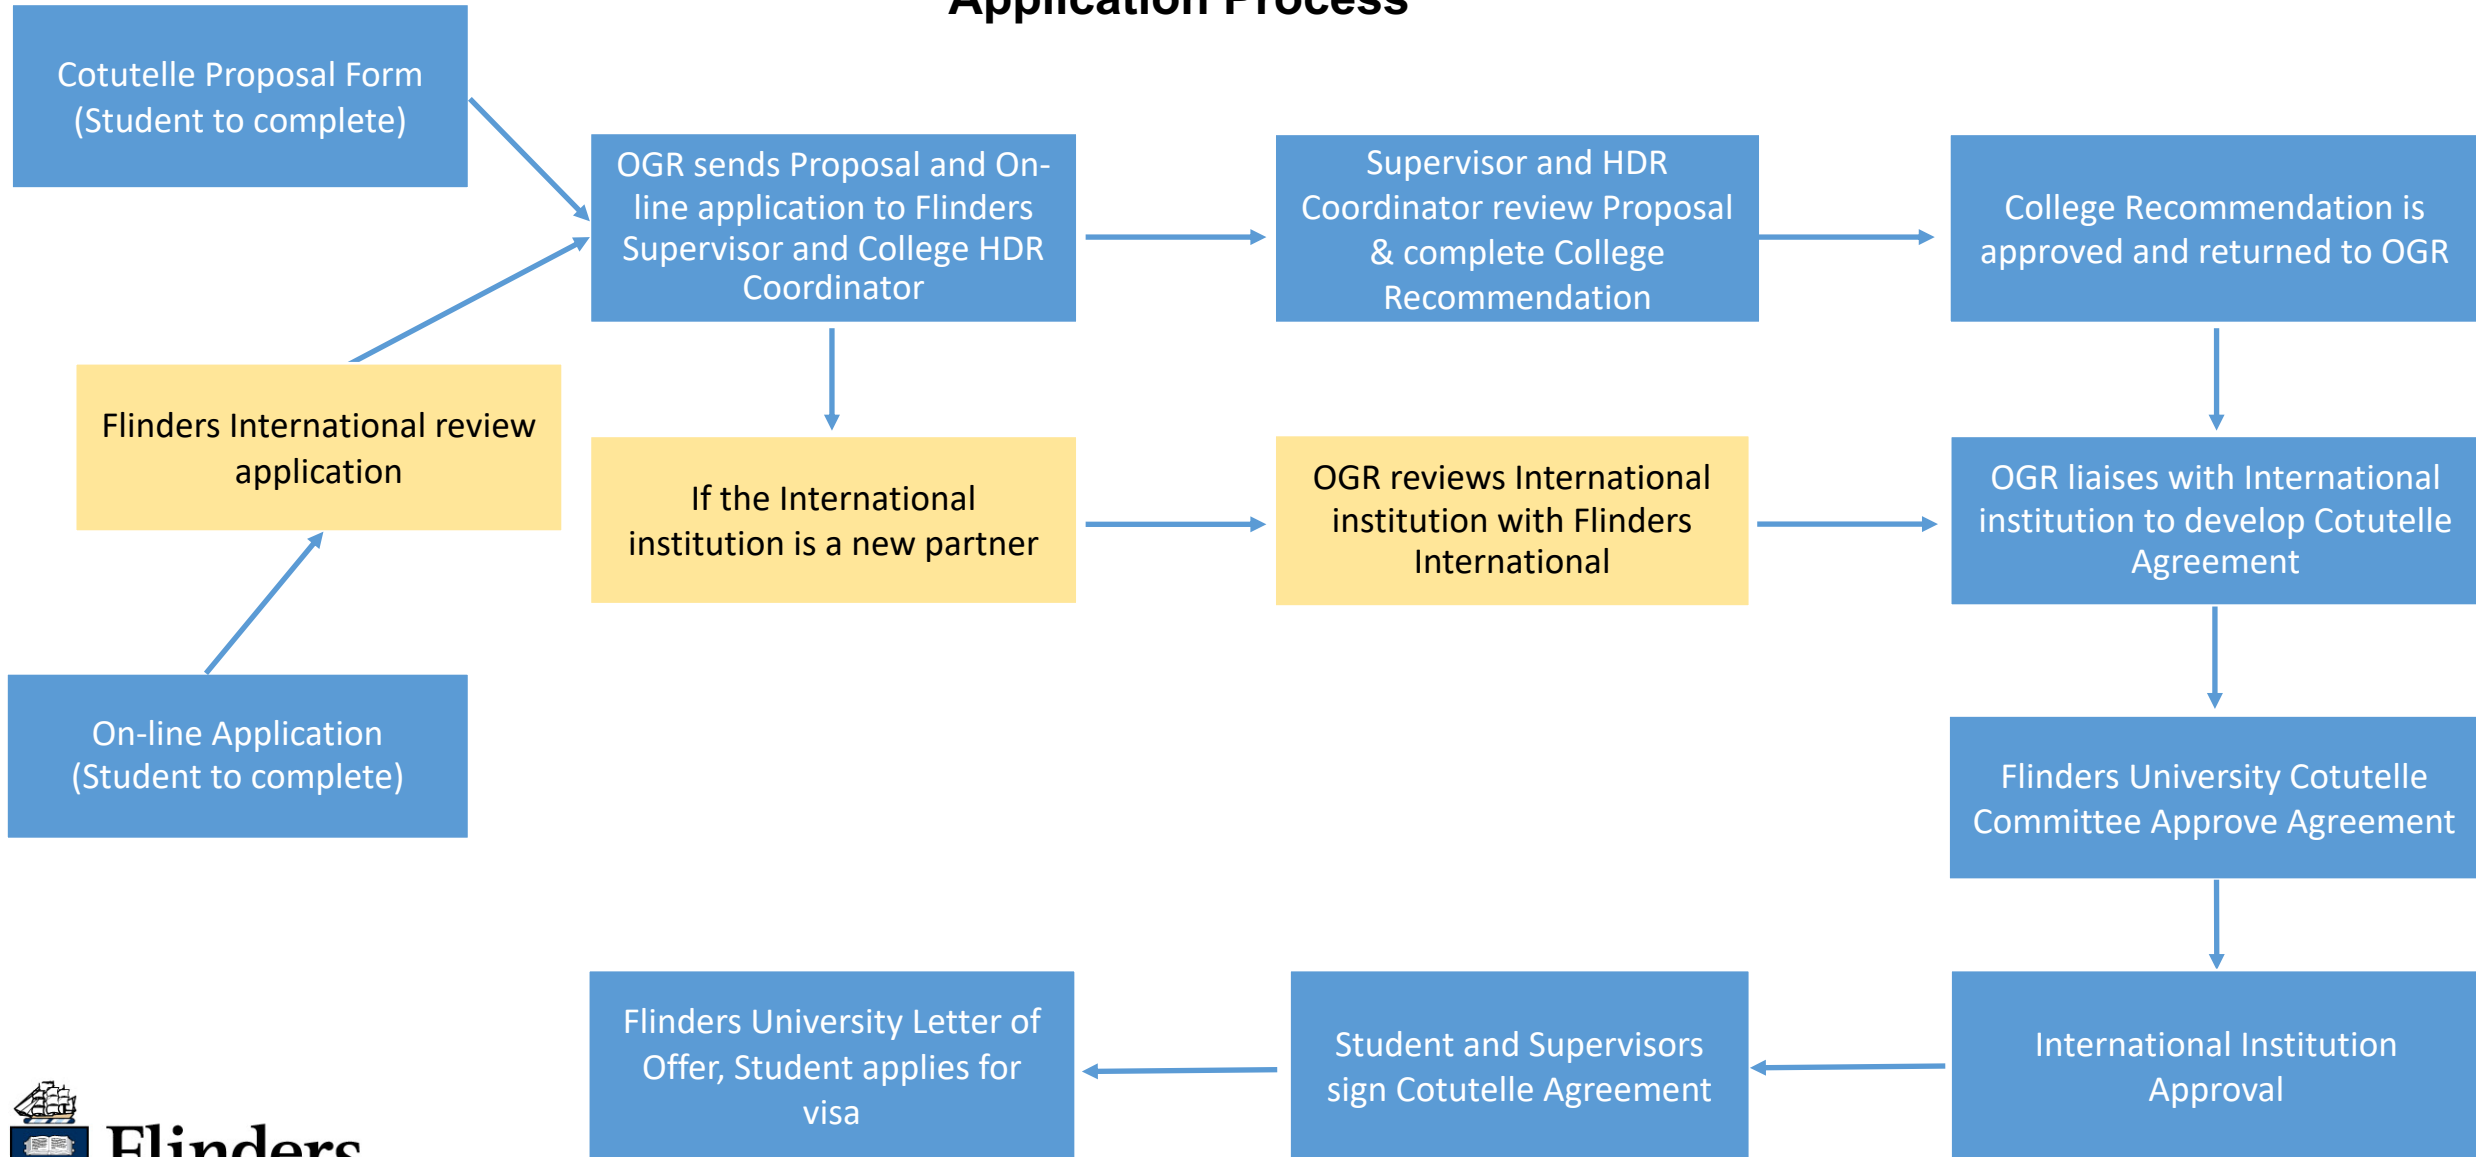 Application Process
Cotutelle Proposal Form
(Student to complete)
OGR sends Proposal and On-
line application to Flinders
Supervisor and College HDR
Coordinator
Supervisor and HDR
Coordinator review Proposal
& complete College
Recommendation
College Recommendation is
approved and returned to OGR
Flinders International review
application
If the International
institution is a new partner
OGR reviews International
institution with Flinders
International
OGR liaises with International
institution to develop Cotutelle
Agreement
On-line Application
(Student to complete)
Flinders University Cotutelle
Committee Approve Agreement
Flinders University Letter of
Offer, Student applies for
visa
Student and Supervisors
sign Cotutelle Agreement
International Institution
Approval
Flinders